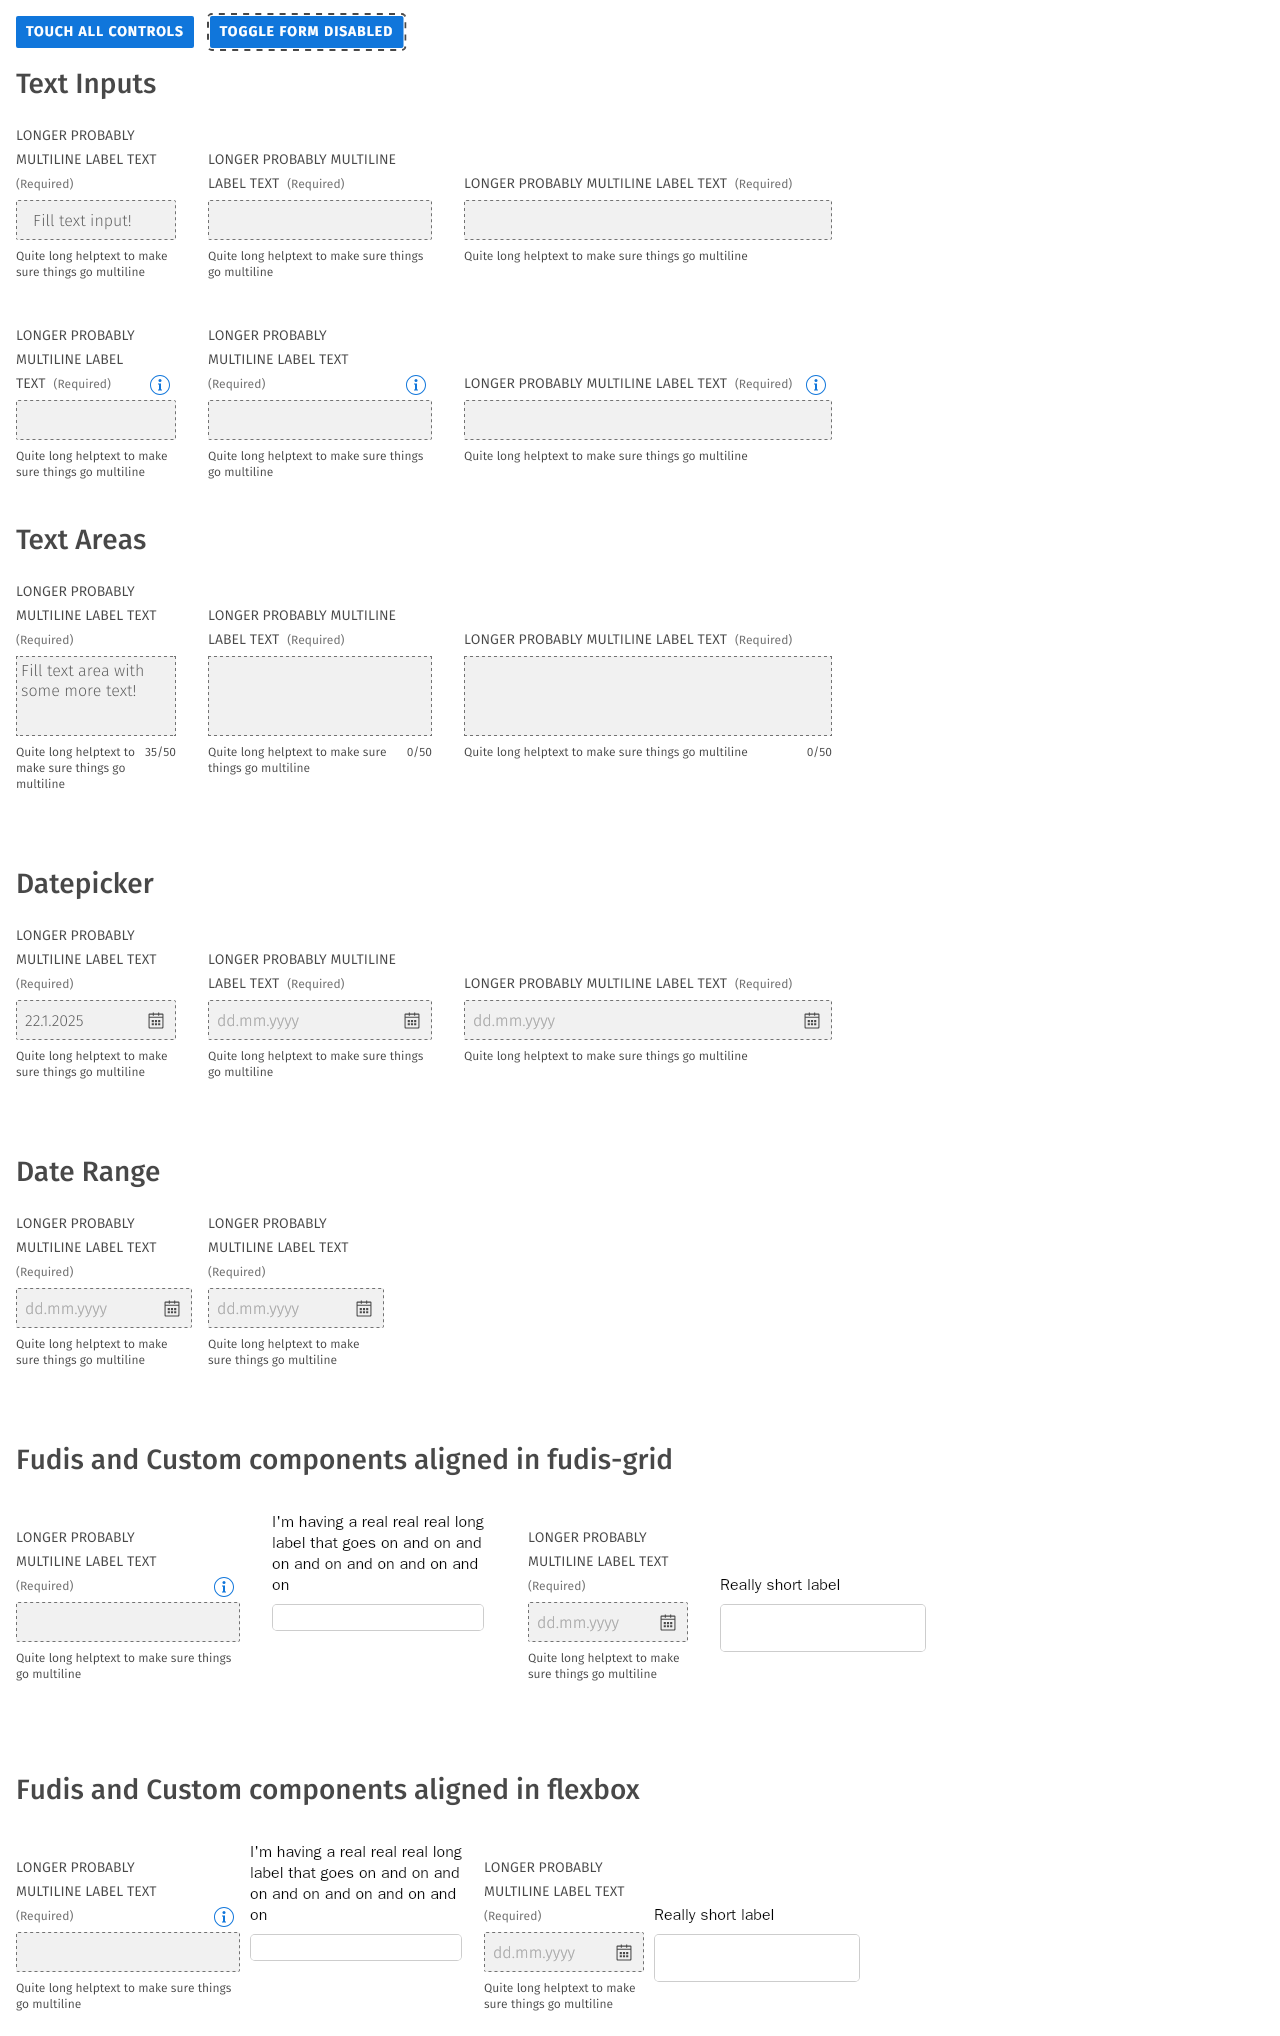 TOUCH ALL CONTROLS
TOGGLE FORM DISABLED
Text Inputs
LONGER PROBABLY
MULTILINE LABEL TEXT
(Required)
Fill text input!
Quite long helptext to make
sure things go multiline
LONGER PROBABLY MULTILINE
LABEL TEXT (Required)
Quite long helptext to make sure things
go multiline
LONGER PROBABLY MULTILINE LABEL TEXT (Required)
Quite long helptext to make sure things go multiline
LONGER PROBABLY
MULTILINE LABEL
TEXT (Required)
Quite long helptext to make
sure things go multiline
LONGER PROBABLY
MULTILINE LABEL TEXT
(Required)
Quite long helptext to make sure things
go multiline
LONGER PROBABLY MULTILINE LABEL TEXT (Required)
Quite long helptext to make sure things go multiline
Text Areas
LONGER PROBABLY
MULTILINE LABEL TEXT
(Required)
Fill text area with
some more text!
Quite long helptext to 35/50
make sure things go
multiline
LONGER PROBABLY MULTILINE
LABEL TEXT (Required)
Quite long helptext to make sure 0/50
things go multiline
LONGER PROBABLY MULTILINE LABEL TEXT (Required)
Quite long helptext to make sure things go multiline 0/50
Datepicker
LONGER PROBABLY
MULTILINE LABEL TEXT
(Required)
22.1.2025
Quite long helptext to make
sure things go multiline
LONGER PROBABLY MULTILINE
LABEL TEXT (Required)
dd.mm.yyyy
Quite long helptext to make sure things
go multiline
LONGER PROBABLY MULTILINE LABEL TEXT (Required)
dd.mm.yyyy
Quite long helptext to make sure things go multiline
Date Range
LONGER PROBABLY
MULTILINE LABEL TEXT
(Required)
dd.mm.yyyy
Quite long helptext to make
sure things go multiline
LONGER PROBABLY
MULTILINE LABEL TEXT
(Required)
dd.mm.yyyy
Quite long helptext to make
sure things go multiline
Fudis and Custom components aligned in fudis-grid
LONGER PROBABLY
MULTILINE LABEL TEXT
(Required)
Quite long helptext to make sure things
go multiline
I'm having a real real real long
label that goes on and on and
on and on and on and on and
on
LONGER PROBABLY
MULTILINE LABEL TEXT
(Required)
dd.mm.yyyy
Quite long helptext to make
sure things go multiline
Really short label
Fudis and Custom components aligned in flexbox
LONGER PROBABLY
MULTILINE LABEL TEXT
(Required)
Quite long helptext to make sure things
go multiline
I'm having a real real real long
label that goes on and on and
on and on and on and on and
on
LONGER PROBABLY
MULTILINE LABEL TEXT
(Required)
dd.mm.yyyy
Quite long helptext to make
sure things go multiline
Really short label